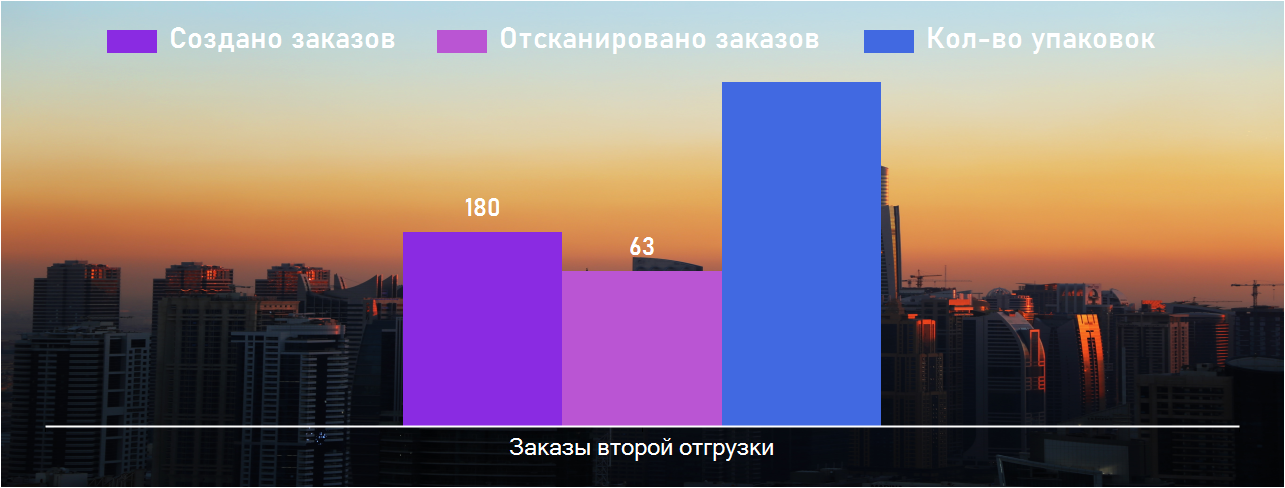 Создано заказов Отсканировано заказов Кол-во упаковок
180
63
Заказы второй отгрузки